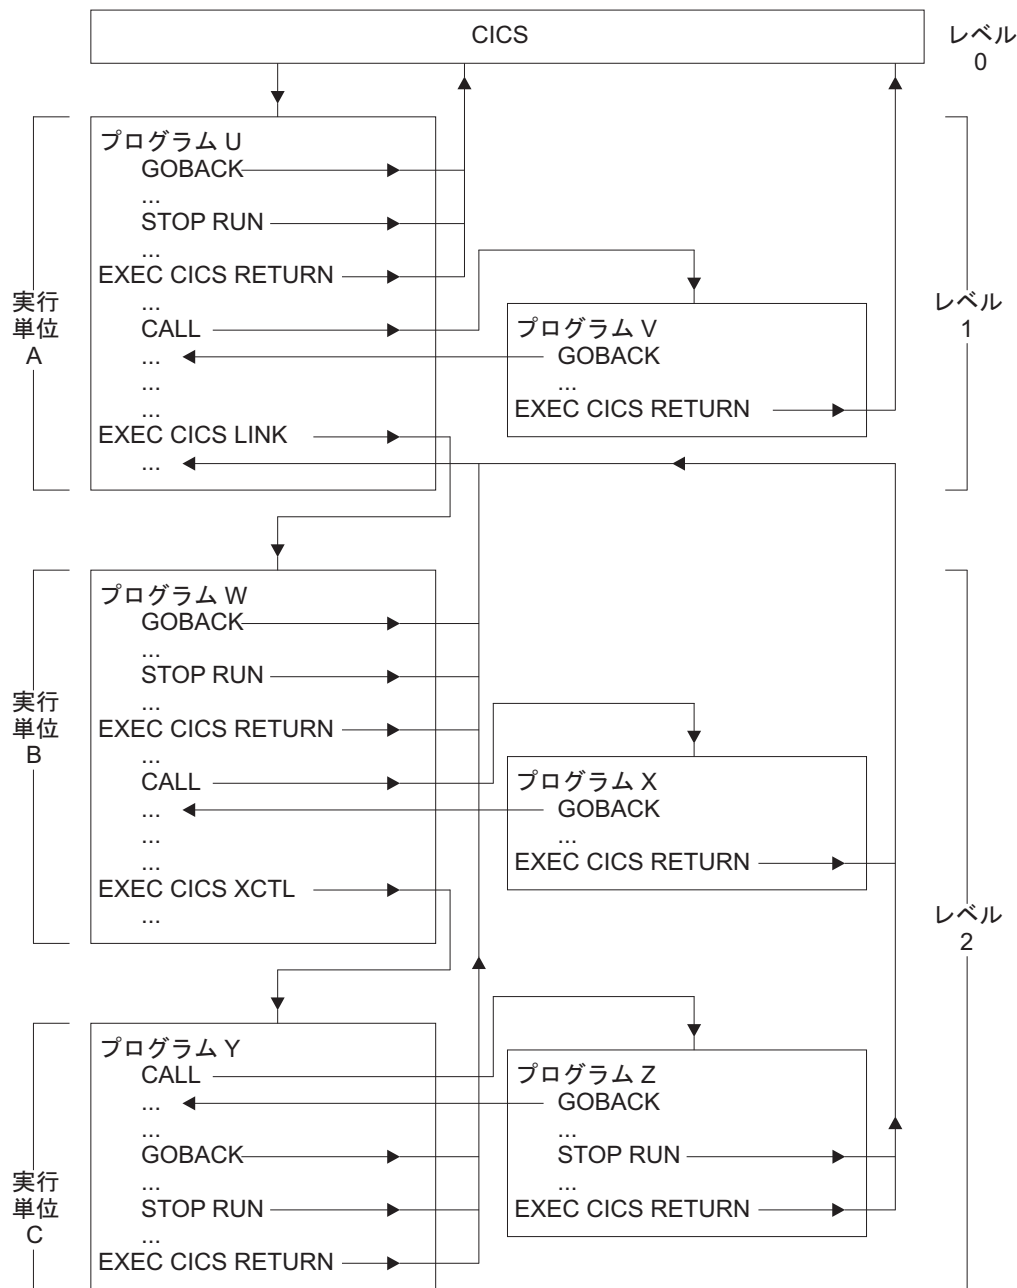 CICS
レベル
0
プログラム U
GOBACK
...
STOP RUN
...
EXEC CICS RETURN
...
CALL
...
...
...
EXEC CICS LINK
...
実行
単位
A
プログラム V
GOBACK
...
EXEC CICS RETURN
レベル
1
プログラム W
GOBACK
...
STOP RUN
...
EXEC CICS RETURN
...
CALL
...
...
...
EXEC CICS XCTL
...
実行
単位
B
プログラム X
GOBACK
...
EXEC CICS RETURN
レベル
2
プログラム Y
CALL
...
...
GOBACK
...
STOP RUN
...
EXEC CICS RETURN
実行
単位
C
プログラム Z
GOBACK
...
STOP RUN
...
EXEC CICS RETURN